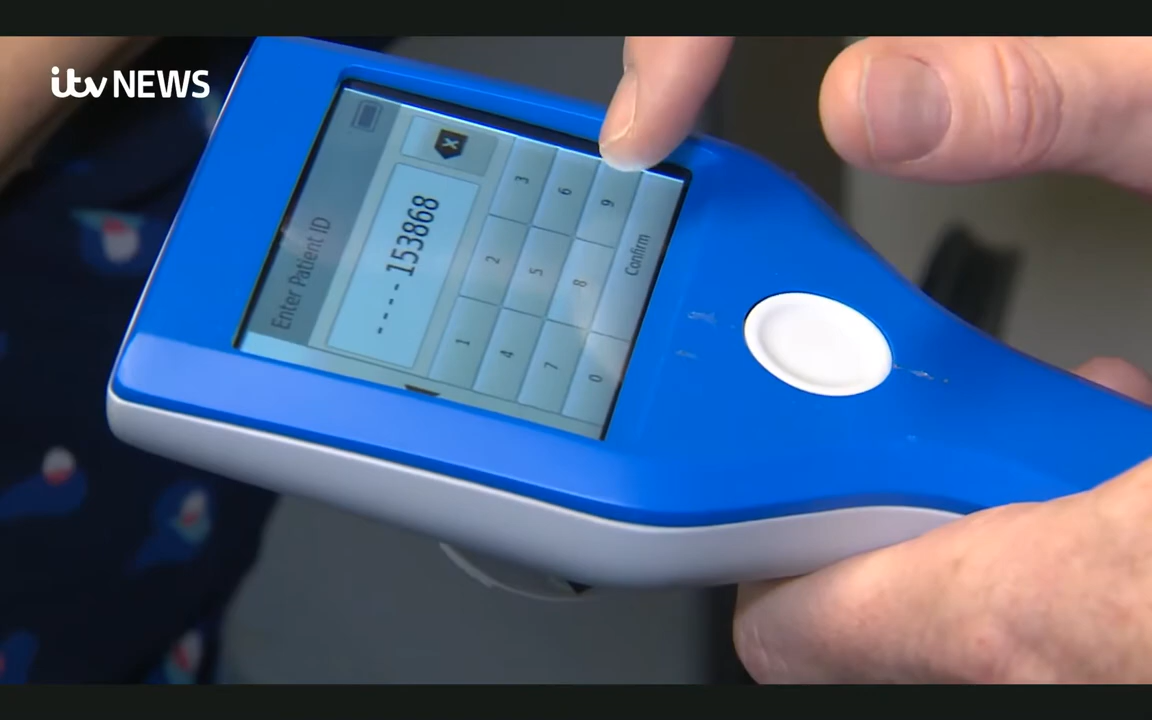 itv NEWS
Enter Patient ID
----153868
X
1 2 3
4 5 6
7 8 9
0 Confirm